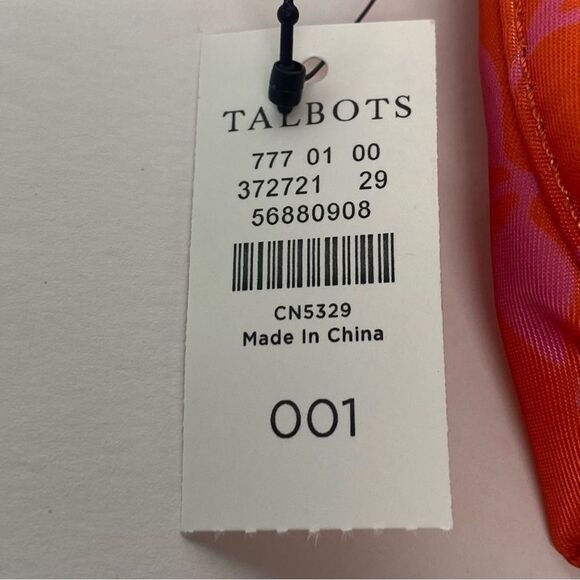 TALBOTS
777 01 00
372721 29
56880908
CN5329
Made In China
001